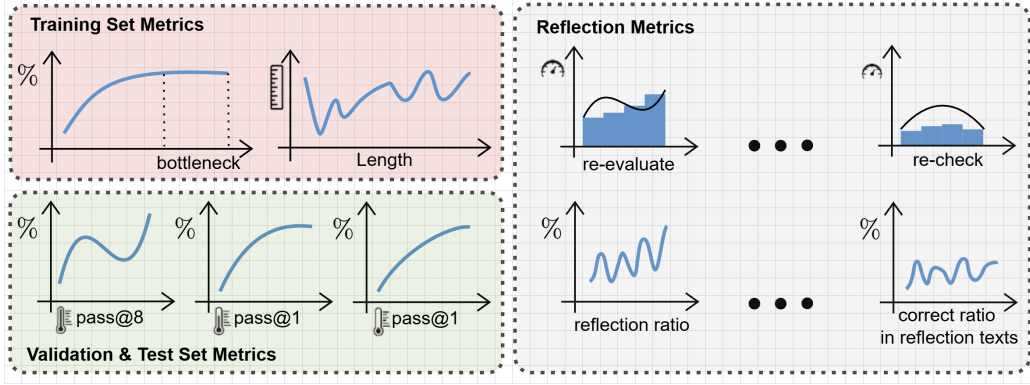 Training Set Metrics
%
bottleneck
Length
Validation & Test Set Metrics
%
pass@8
%
pass@1
%
pass@1
Reflection Metrics
re-evaluate
re-check
%
reflection ratio
%
correct ratio
in reflection texts